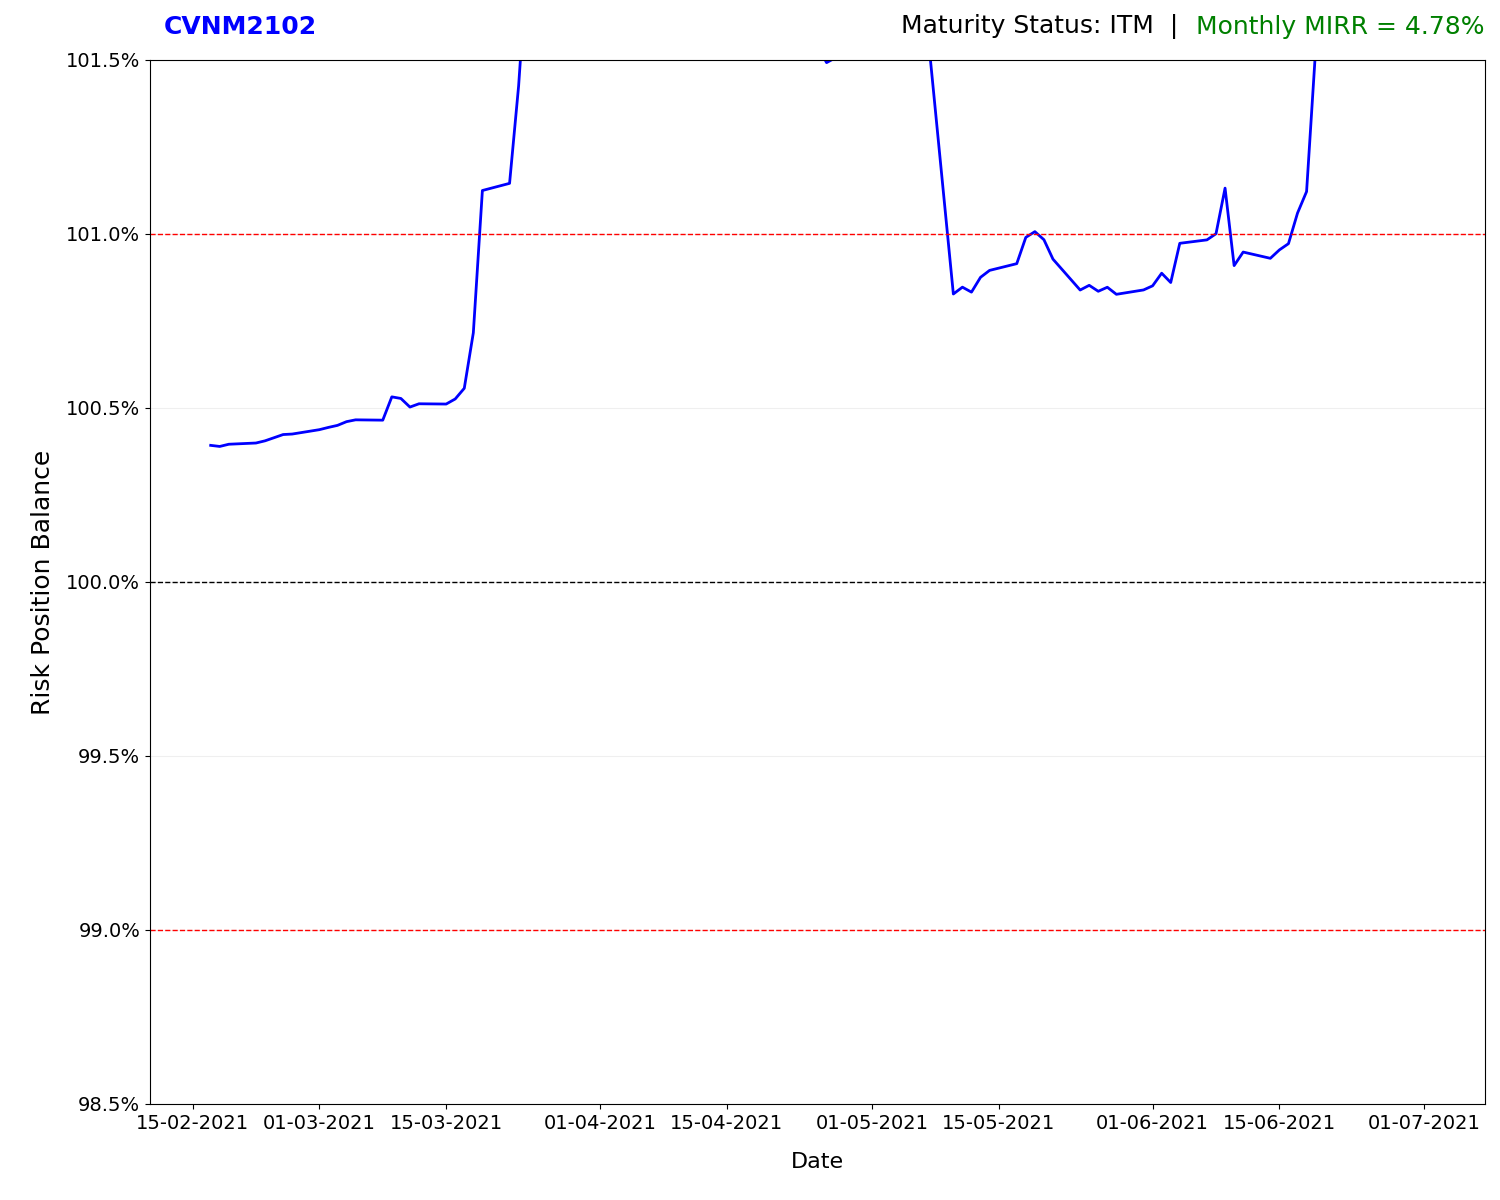 CVNM2102
Maturity Status: ITM | Monthly MIRR = 4.78%
101.5%
101.0%
100.5%
100.0%
99.5%
99.0%
98.5%
Risk Position Balance
15-02-2021 01-03-2021 15-03-2021 01-04-2021 15-04-2021 01-05-2021 15-05-2021 01-06-2021 15-06-2021 01-07-2021
Date